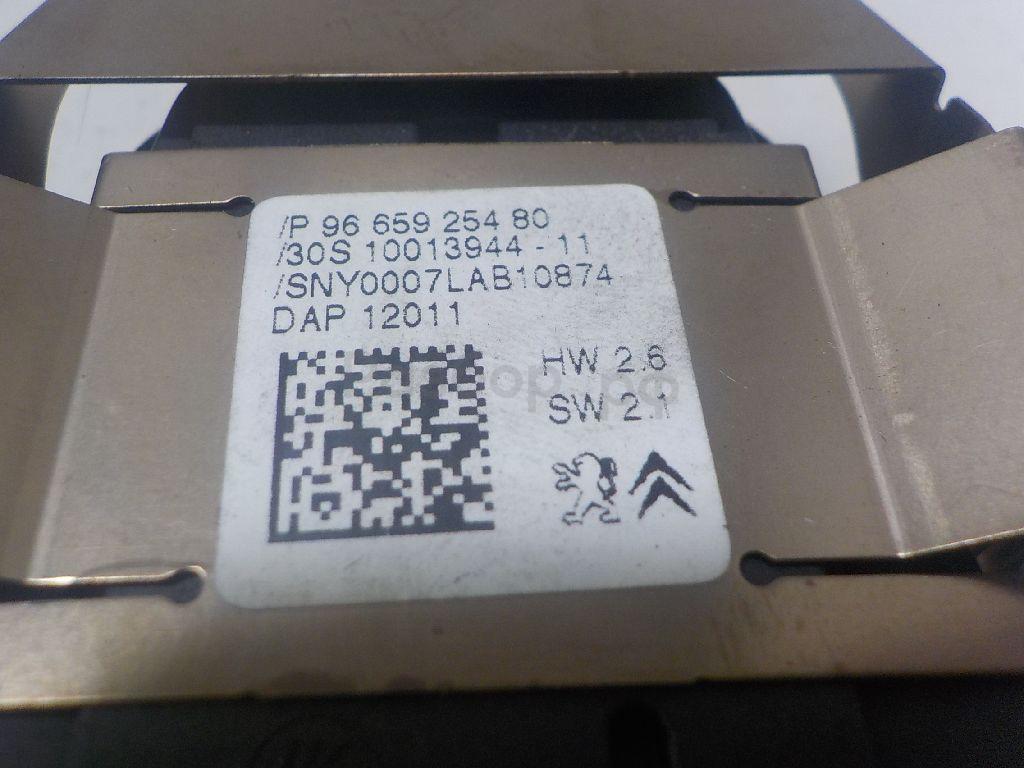 /P 96 659 254 80
/30S 10013944 - 11
/SNY0007LAB10874
DAP 12011
HW 2.6
SW 2.1